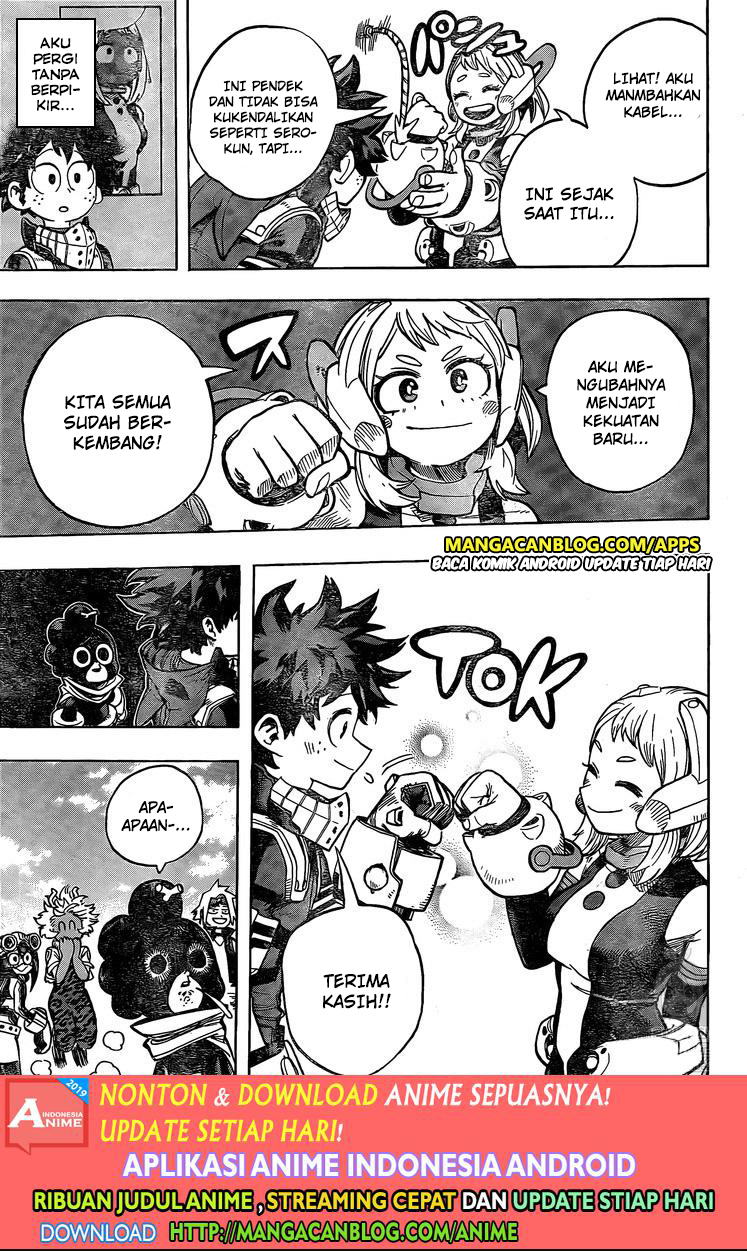 LIHAT! AKU
MANMBAHKAN
KABEL...
INI SEJAK
SAAT ITU...
INI PENDEK
DAN TIDAK BISA
KUKENDALIKAN
SEPERTI SERO-
KUN, TAPI...
AKU
PERGI
TANPA
BERPI-
KIR...
AKU ME-
NGUBAHNYA
MENJADI
KEKUATAN
BARU...
KITA SEMUA
SUDAH BER-
KEMBANG!
MANGACANBLOG.COM/APPS
BACA KOMIK ANDROID UPDATE TIAP HARI
TOK
TERIMA
KASIH!!
APA-
APAAN-...
2019
INDONESIA
ANIME
NONTON & DOWNLOAD ANIME SEPUASNYA!
UPDATE SETIAP HARI!
APLIKASI ANIME INDONESIA ANDROID
RIBUAN JUDUL ANIME , STREAMING CEPAT DAN UPDATE STIAP HARI
DOWNLOAD HTTP://MANGACANBLOG.COM/ANIME